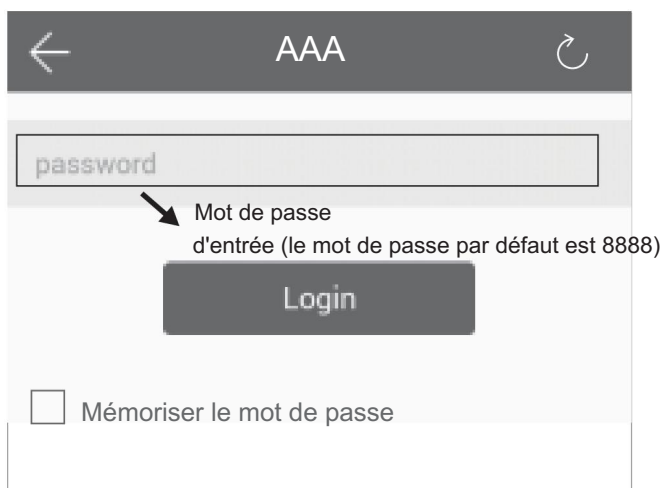 AAA
password
Mot de passe
d'entrée (le mot de passe par défaut est 8888)
Login
Mémoriser le mot de passe